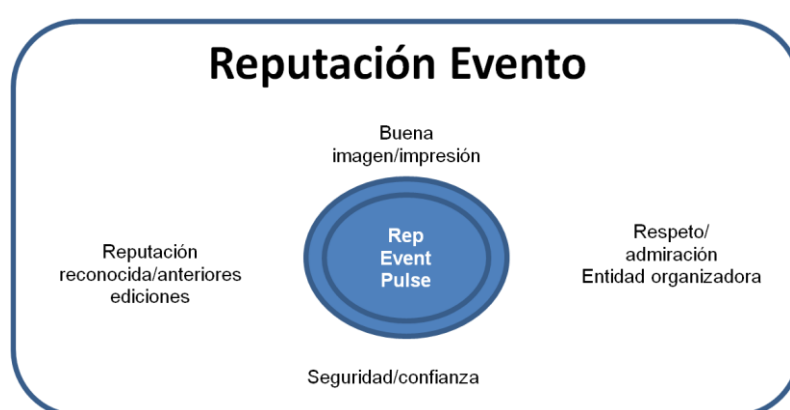 Reputación Evento
Buena
imagen/impresión
Reputación
reconocida/anteriores
ediciones
Rep
Event
Pulse
Respeto/
admiración
Entidad organizadora
Seguridad/confianza